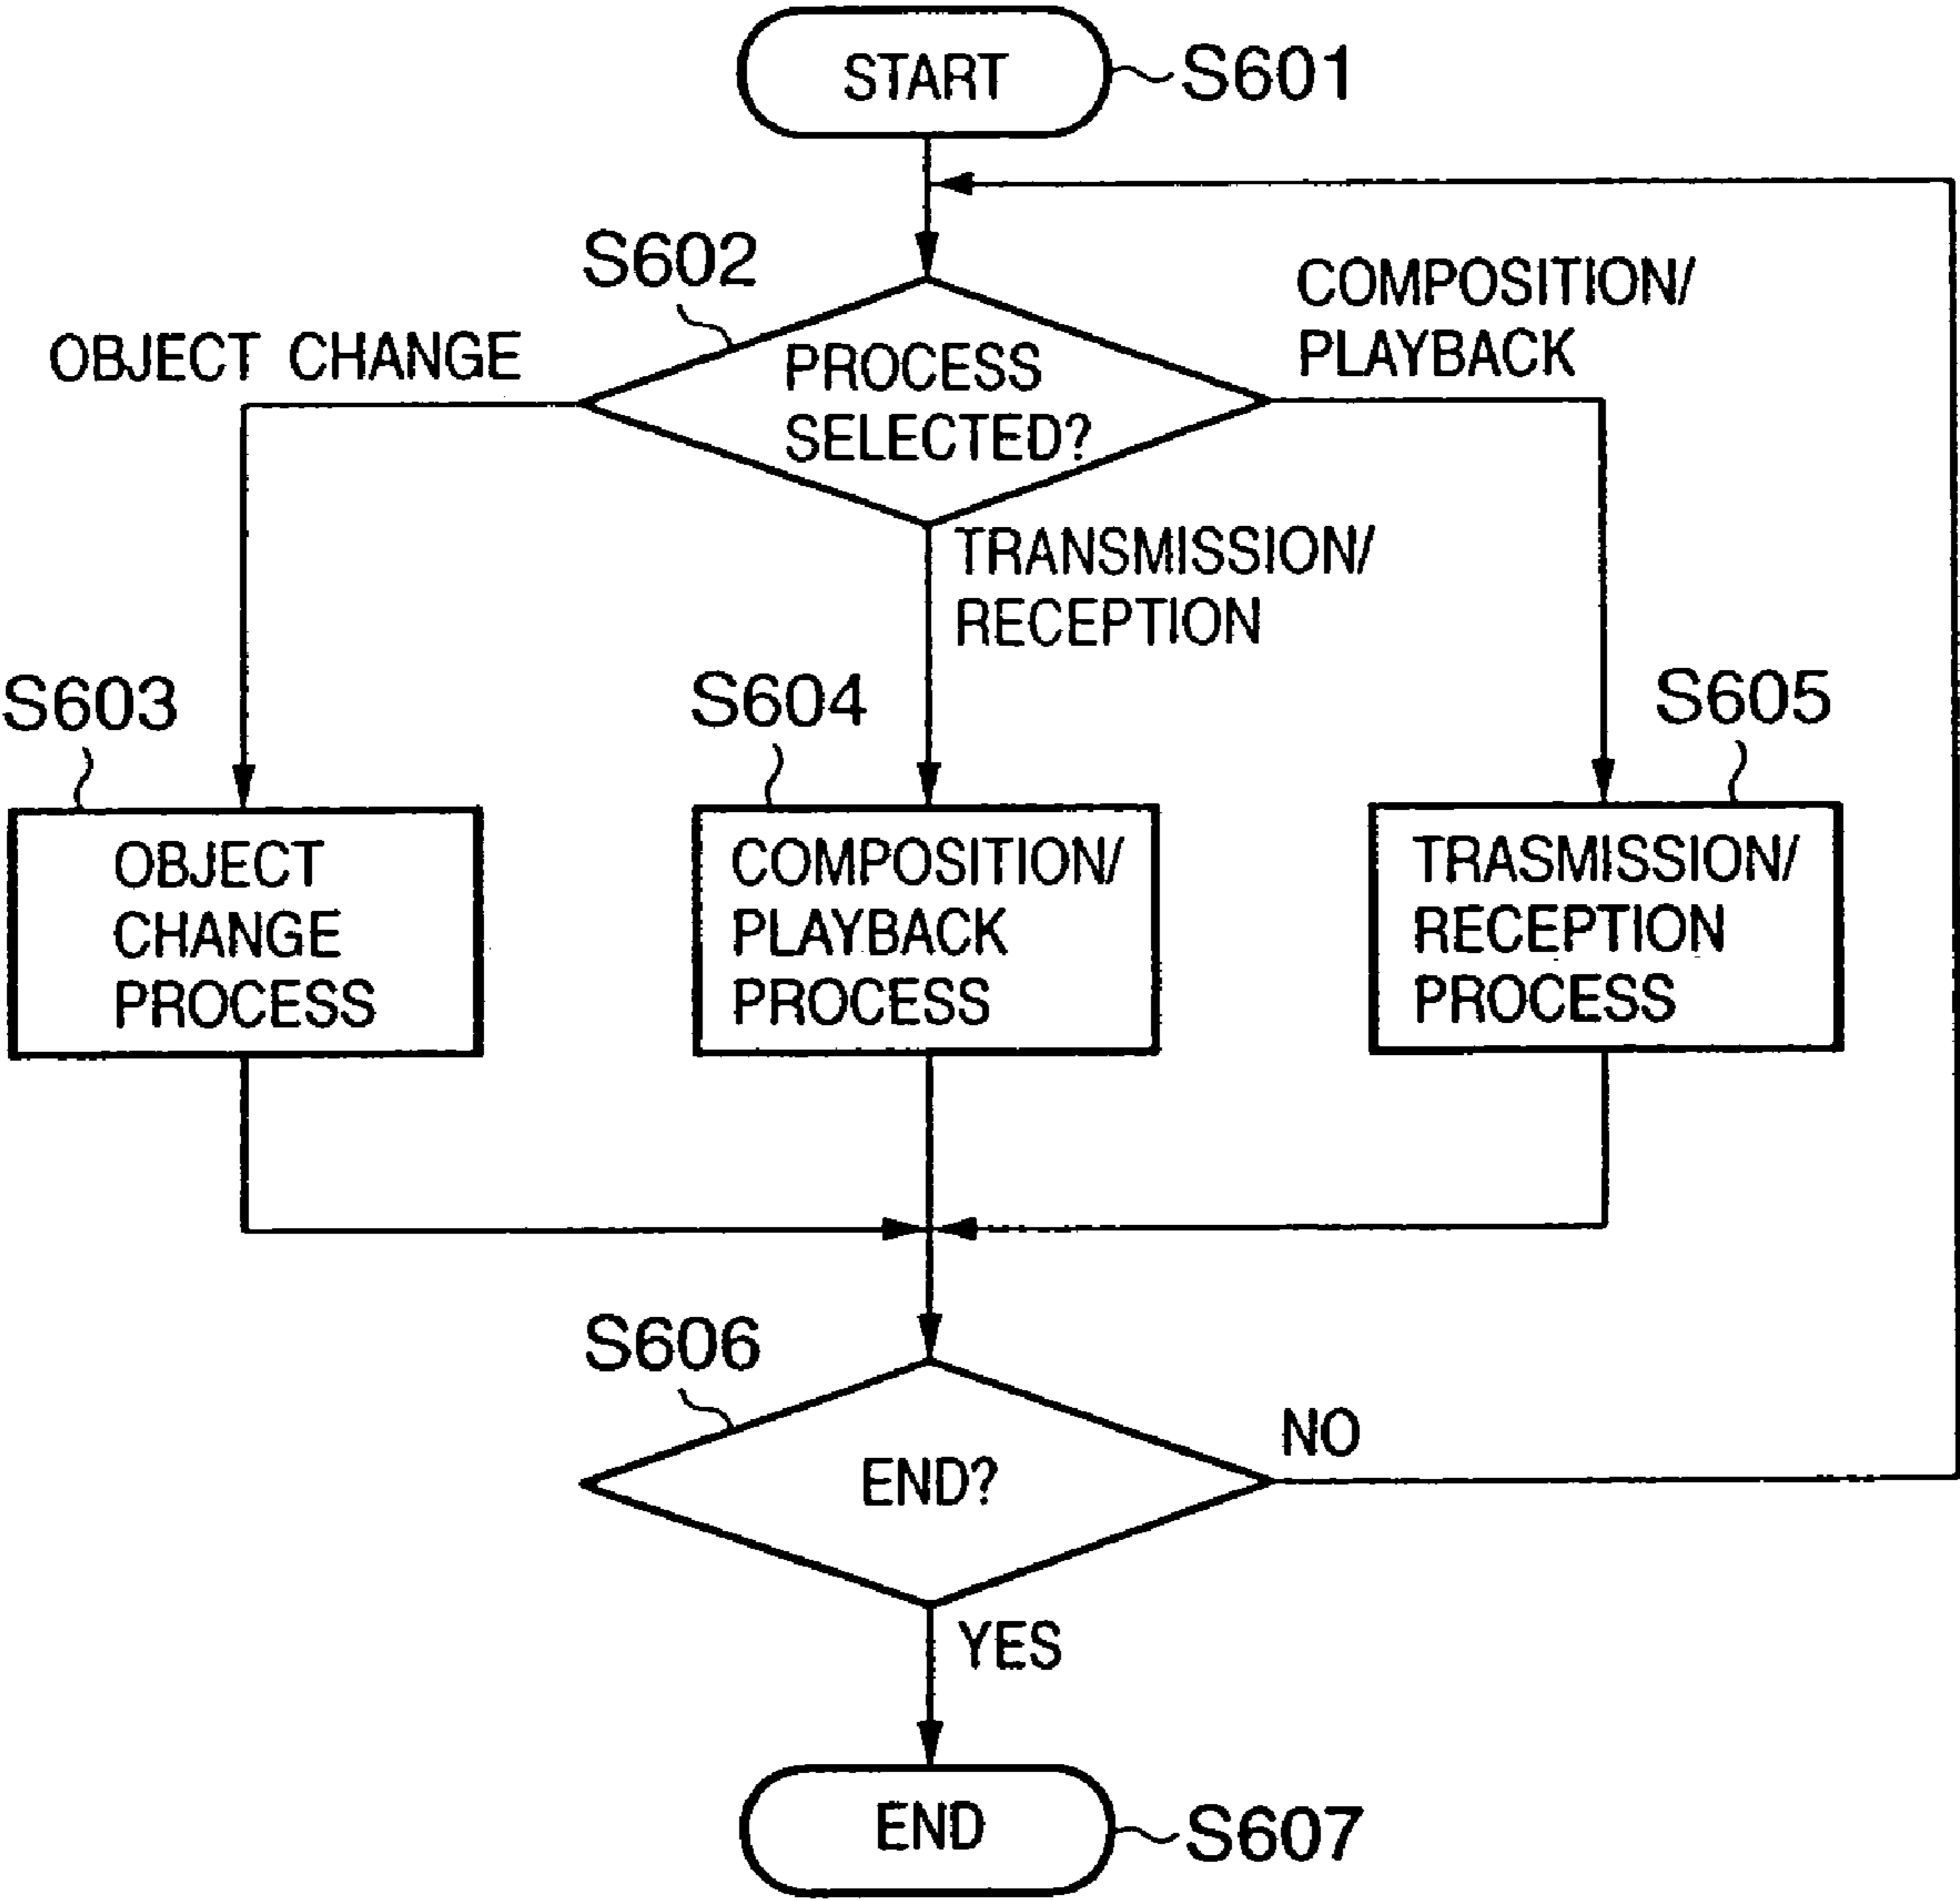 START
S601
S602
COMPOSITION/
PLAYBACK
OBJECT CHANGE
PROCESS
SELECTED?
TRANSMISSION/
RECEPTION
S603
S604
S605
OBJECT
CHANGE
PROCESS
COMPOSITION/
PLAYBACK
PROCESS
TRASMISSION/
RECEPTION
PROCESS
S606
NO
END?
YES
END
S607